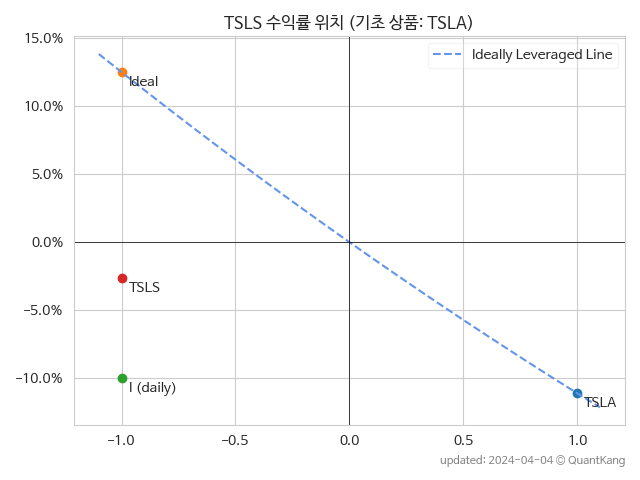 TSLS 수익률 위치 (기초 상품: TSLA)
15.0%
10.0%
5.0%
0.0%
−5.0%
−10.0%
Ideally Leveraged Line
Ideal
TSLS
I (daily)
TSLA
−1.0
−0.5
0.0
0.5
1.0
updated: 2024-04-04 © QuantKang